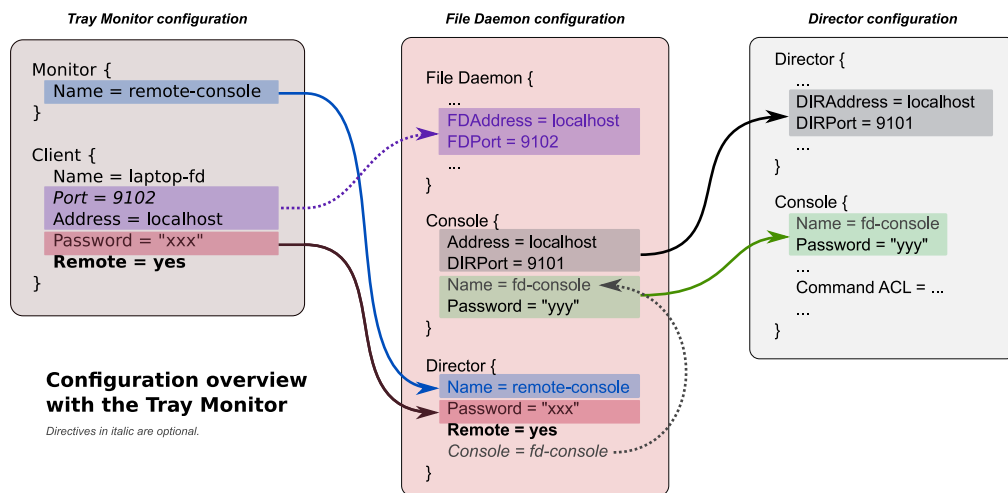 Tray Monitor configuration
Monitor {
Name = remote-console
}
Client {
Name = laptop-fd
Port = 9102
Address = localhost
Password = "xxx"
Remote = yes
}
Configuration overview
with the Tray Monitor
Directives in italic are optional.
File Daemon configuration
File Daemon {
...
FDAddress = localhost
FDPort = 9102
...
}
Console {
Address = localhost
DIRPort = 9101
Name = fd-console
Password = "yyy"
}
Director {
Name = remote-console
Password = "xxx"
Remote = yes
Console = fd-console
}
Director configuration
Director {
...
DIRAddress = localhost
DIRPort = 9101
...
}
Console {
Name = fd-console
Password = "yyy"
...
Command ACL = ...
...
}